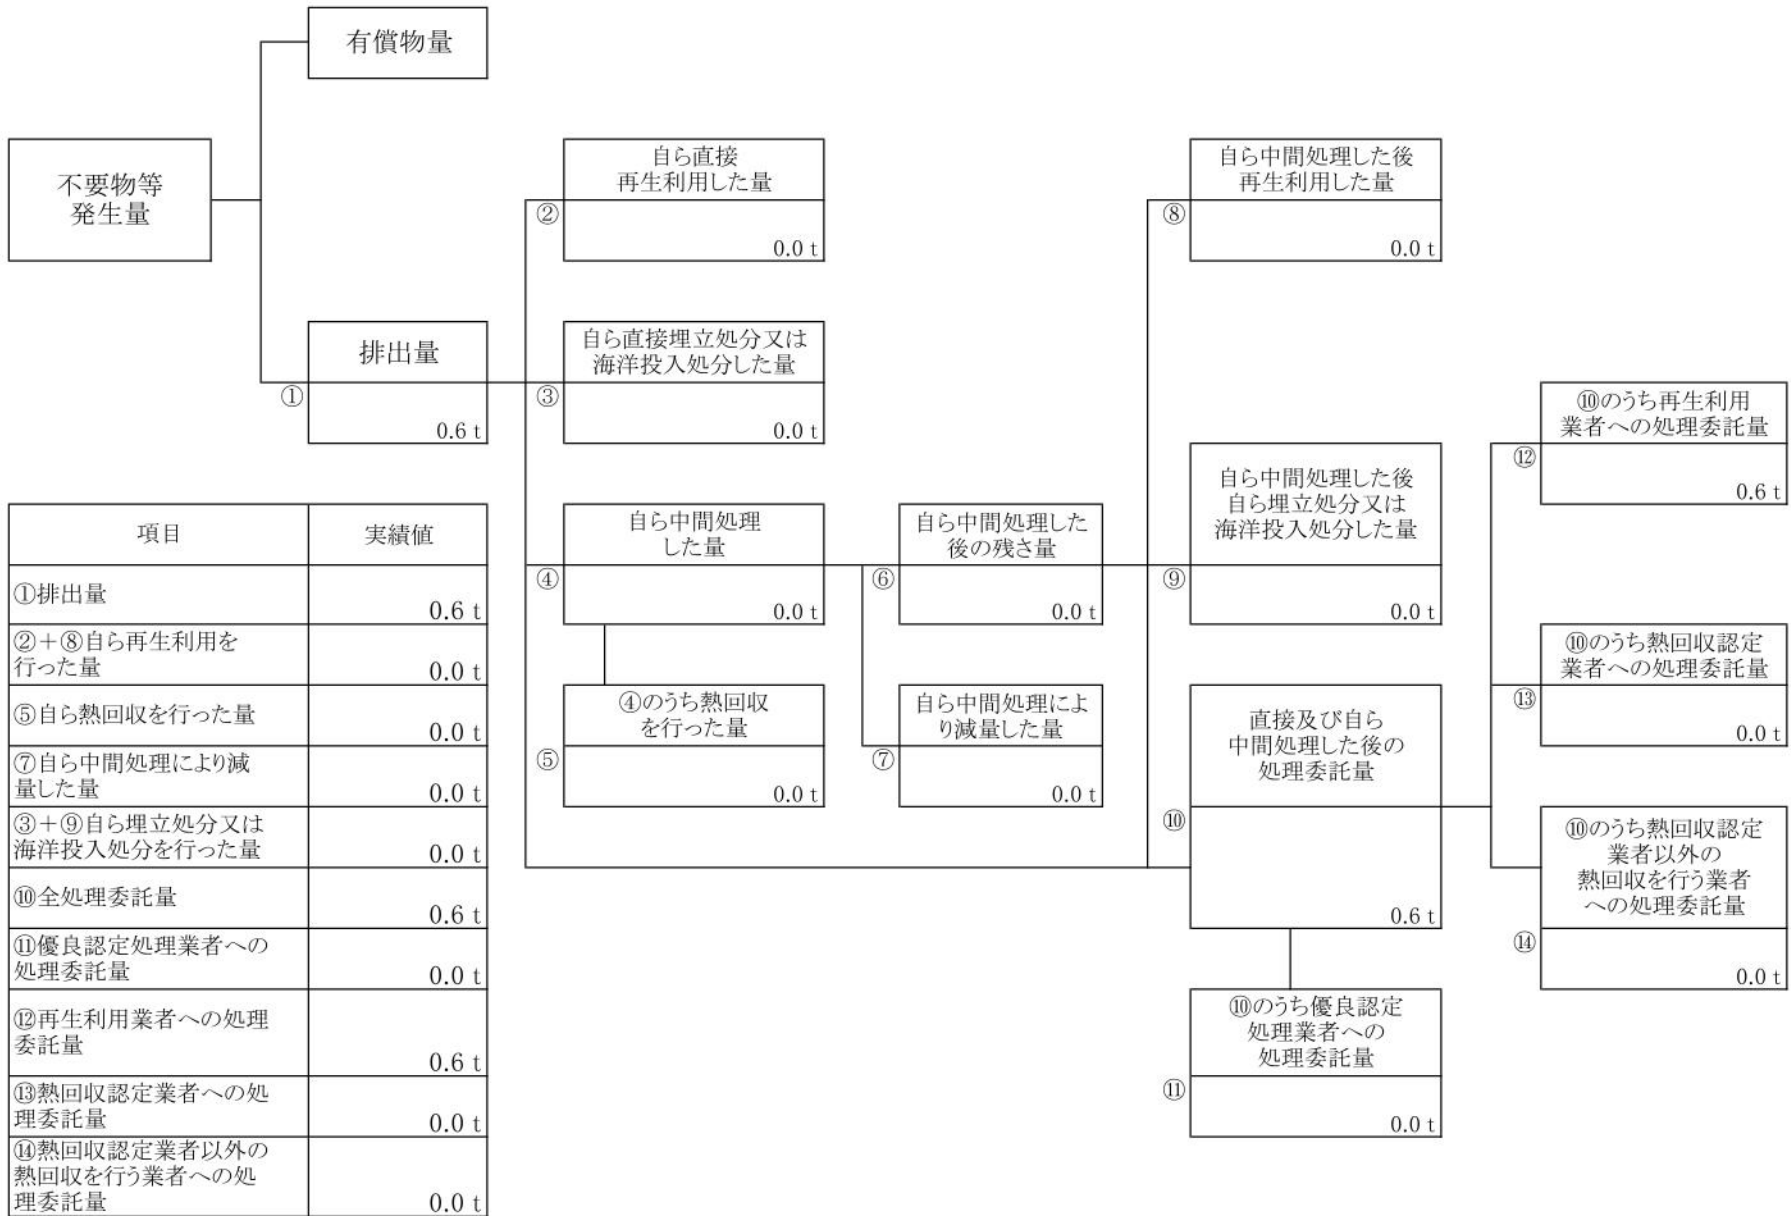 有償物量
不要物等
発生量
自ら直接
再生利用した量
②
0.0 t
自ら中間処理した後
再生利用した量
⑧
0.0 t
排出量
①
0.6 t
自ら直接埋立処分又は
海洋投入処分した量
③
0.0 t
⑩のうち再生利用
業者への処理委託量
⑫
0.6 t
自ら中間処理
した量
④
0.0 t
自ら中間処理した
後の残さ量
⑥
0.0 t
自ら中間処理した後
自ら埋立処分又は
海洋投入処分した量
⑨
0.0 t
⑩のうち熱回収認定
業者への処理委託量
⑬
0.0 t
④のうち熱回収
を行った量
⑤
0.0 t
自ら中間処理によ
り減量した量
⑦
0.0 t
直接及び自ら
中間処理した後の
処理委託量
⑩
0.6 t
⑩のうち熱回収認定
業者以外の
熱回収を行う業者
への処理委託量
⑭
0.0 t
⑩のうち優良認定
処理業者への
処理委託量
⑪
0.0 t
項目 実績値
①排出量
0.6 t
②+⑧自ら再生利用を
行った量 0.0 t
⑤自ら熱回収を行った量
0.0 t
⑦自ら中間処理により減
量した量 0.0 t
③+⑨自ら埋立処分又は
海洋投入処分を行った量 0.0 t
⑩全処理委託量
0.6 t
⑪優良認定処理業者への
処理委託量 0.0 t
⑫再生利用業者への処理
委託量
0.6 t
⑬熱回収認定業者への処
理委託量 0.0 t
⑭熱回収認定業者以外の
熱回収を行う業者への処
理委託量 0.0 t